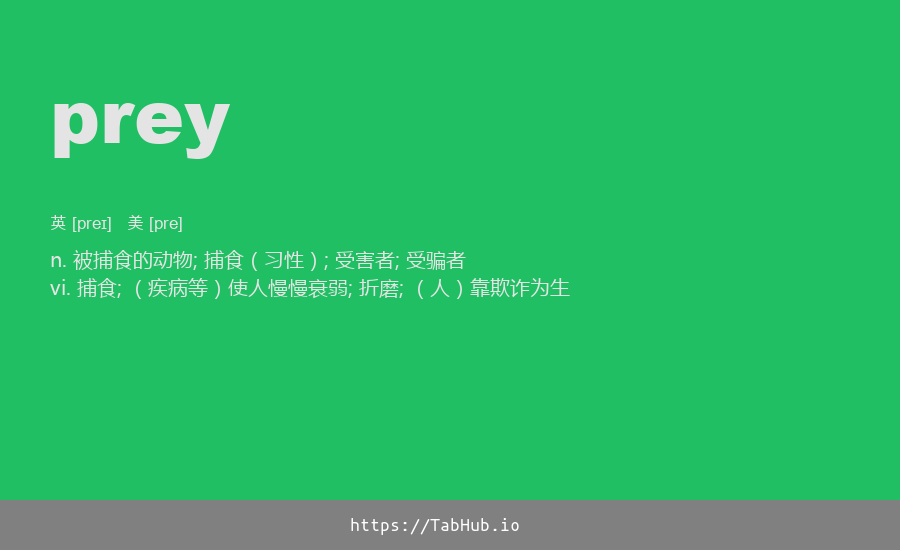 prey
英 [preɪ] 美 [pre]
n. 被捕食的动物; 捕食（习性）; 受害者; 受骗者
vi. 捕食; （疾病等）使人慢慢衰弱; 折磨; （人）靠欺诈为生
https://TabHub.io